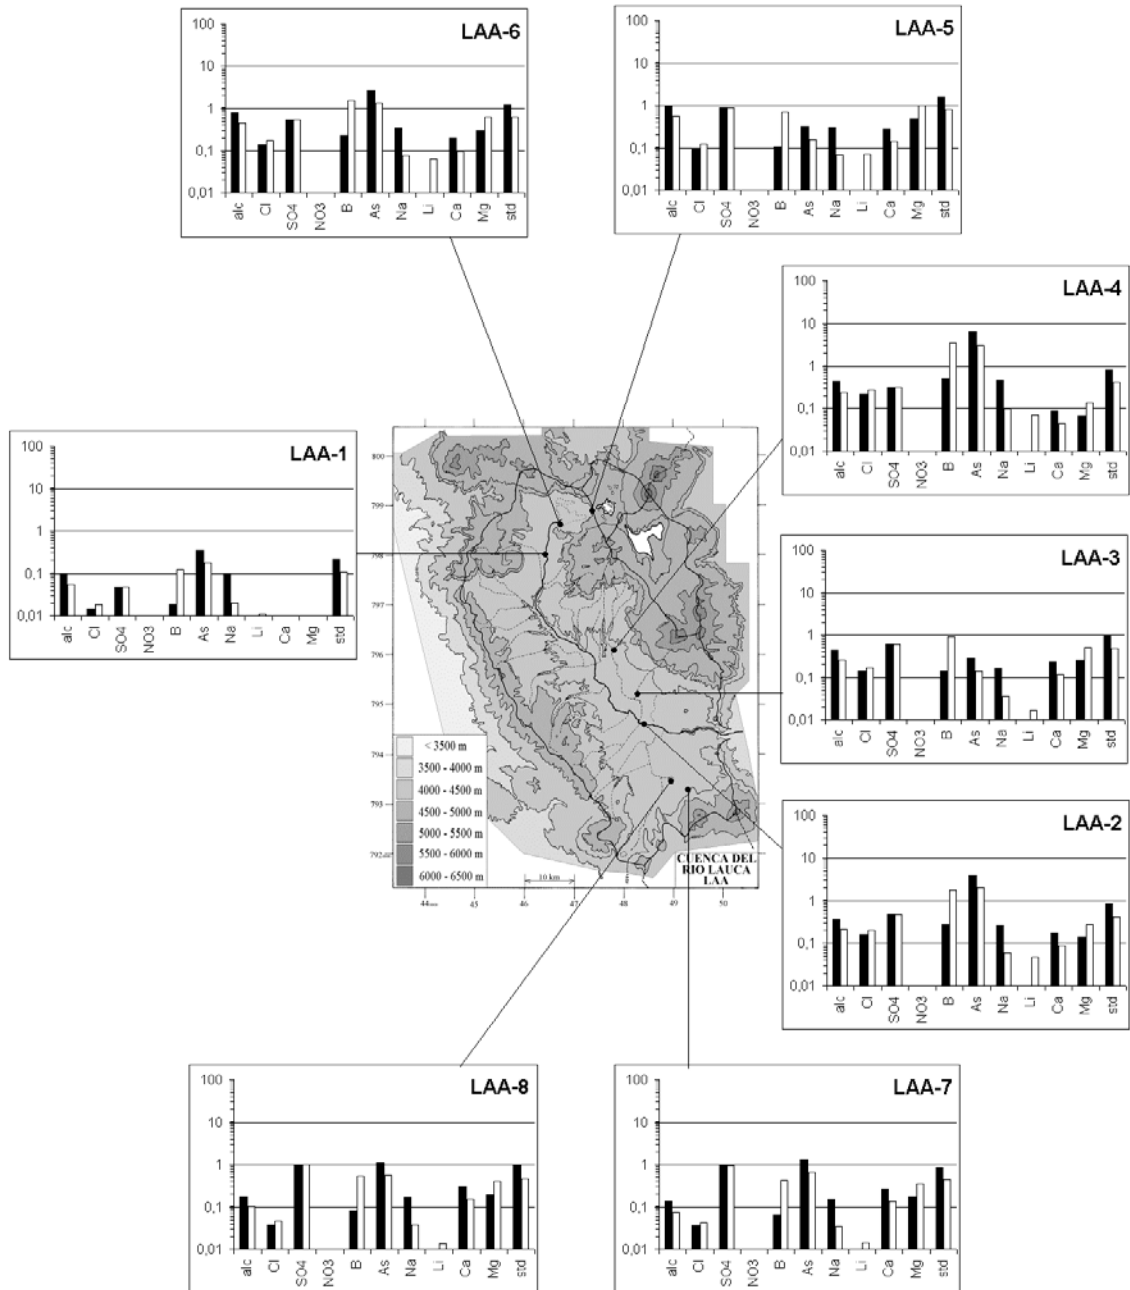 LAA-6
100
10
1
0,1
0,01
alc
Cl
SO4
NO3
B
As
Na
Li
Ca
Mg
std
LAA-5
100
10
1
0,1
0,01
alc
Cl
SO4
NO3
B
As
Na
Li
Ca
Mg
std
LAA-4
100
10
1
0,1
0,01
alc
Cl
SO4
NO3
B
As
Na
Li
Ca
Mg
std
LAA-1
100
10
1
0,1
0,01
alc
Cl
SO4
NO3
B
As
Na
Li
Ca
Mg
std
LAA-3
100
10
1
0,1
0,01
alc
Cl
SO4
NO3
B
As
Na
Li
Ca
Mg
std
800
799
798
797
796
795
794
793
792
< 3500 m
3500 - 4000 m
4000 - 4500 m
4500 - 5000 m
5000 - 5500 m
5500 - 6000 m
6000 - 6500 m
10 km
CUENCA DEL
RIO LAUCA
LAA
44
45
46
47
48
49
50
LAA-2
100
10
1
0,1
0,01
alc
Cl
SO4
NO3
B
As
Na
Li
Ca
Mg
std
LAA-8
100
10
1
0,1
0,01
alc
Cl
SO4
NO3
B
As
Na
Li
Ca
Mg
std
LAA-7
100
10
1
0,1
0,01
alc
Cl
SO4
NO3
B
As
Na
Li
Ca
Mg
std